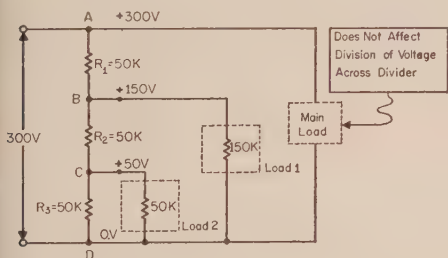 A
+300V
Does Not Affect
Division of Voltage
Across Divider
R1=50K
B
+150V
Main
Load
300V
R2=50K
150K
Load 1
C
+50V
R3=50K
50K
Load 2
0V
D